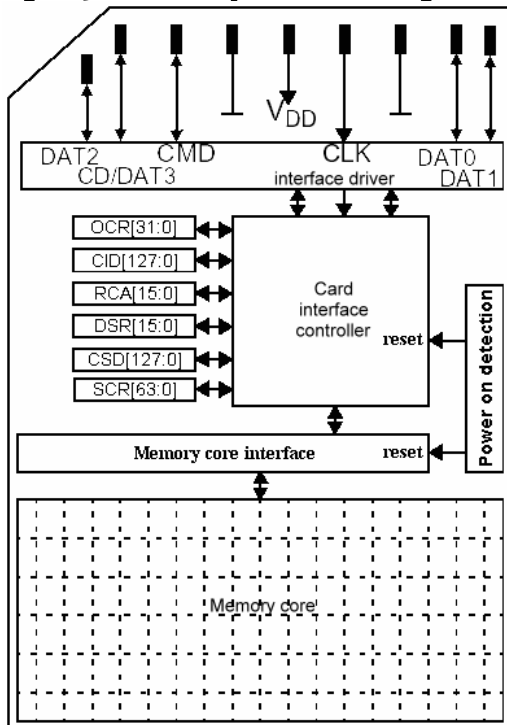 V_DD
DAT2 CMD CLK DAT0
CD/DAT3 interface driver DAT1
OCR[31:0]
CID[127:0]
RCA[15:0]
DSR[15:0]
CSD[127:0]
SCR[63:0]
Card
interface
controller
reset
Power on detection
Memory core interface reset
Memory core